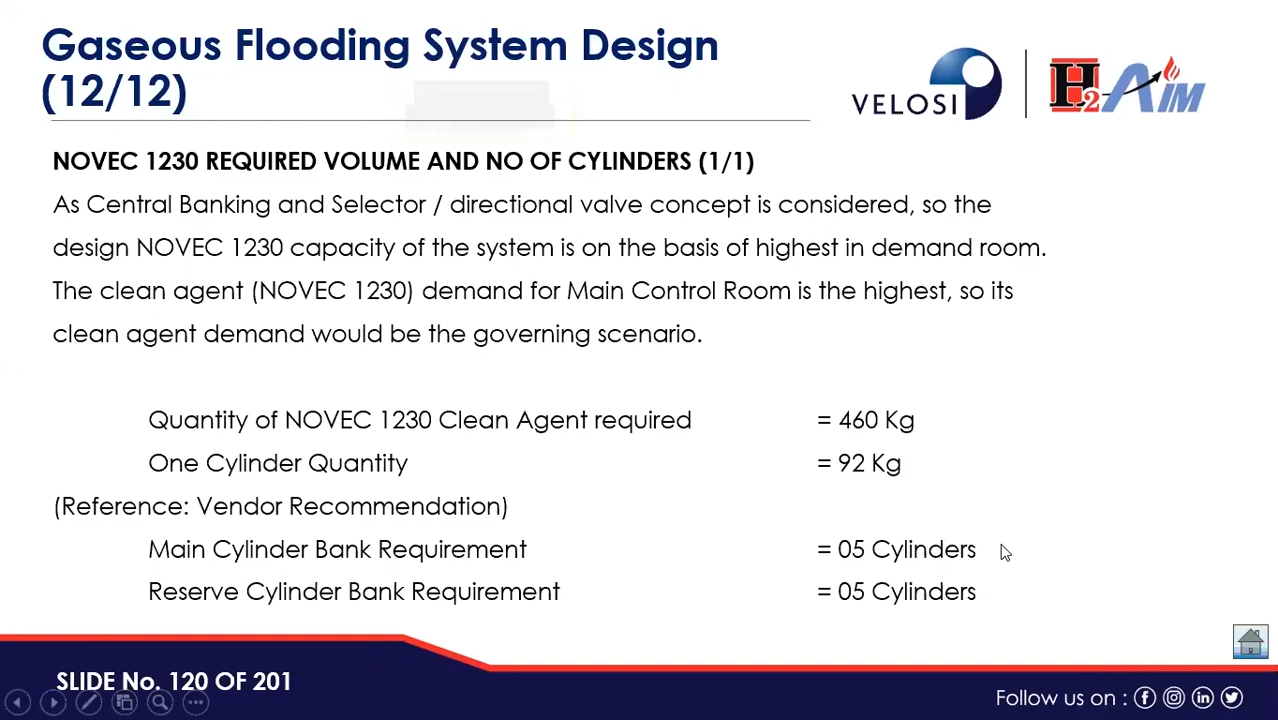 Gaseous Flooding System Design
(12/12)
VELOSI
H2AIM
NOVEC 1230 REQUIRED VOLUME AND NO OF CYLINDERS (1/1)
As Central Banking and Selector / directional valve concept is considered, so the
design NOVEC 1230 capacity of the system is on the basis of highest in demand room.
The clean agent (NOVEC 1230) demand for Main Control Room is the highest, so its
clean agent demand would be the governing scenario.
Quantity of NOVEC 1230 Clean Agent required = 460 Kg
One Cylinder Quantity = 92 Kg
(Reference: Vendor Recommendation)
Main Cylinder Bank Requirement = 05 Cylinders
Reserve Cylinder Bank Requirement = 05 Cylinders
SLIDE No. 120 OF 201
Follow us on :